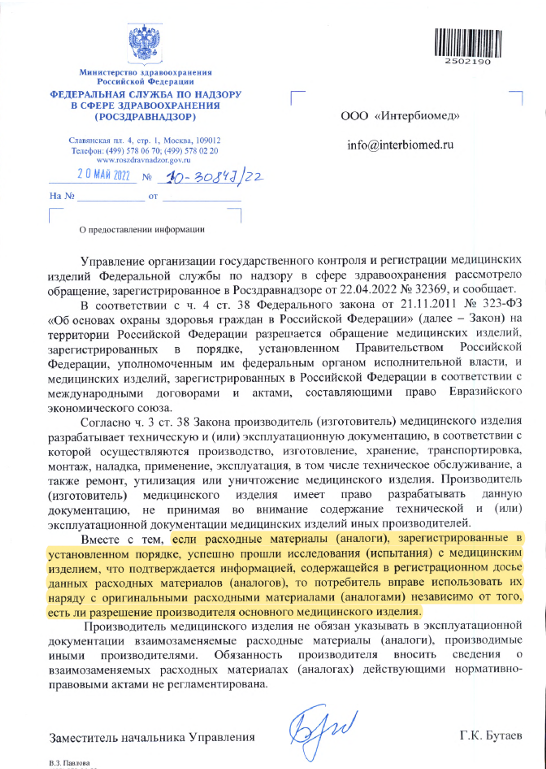 2502190
Министерство здравоохранения
Российской Федерации
ФЕДЕРАЛЬНАЯ СЛУЖБА ПО НАДЗОРУ
В СФЕРЕ ЗДРАВООХРАНЕНИЯ
(РОСЗДРАВНАДЗОР)
Славянская пл. 4, стр. 1, Москва, 109012
Телефон: (499) 578 06 70; (499) 578 02 20
www.roszdravnadzor.gov.ru
20 МАЙ 2022 № 10-30841/22
На № от
ООО «Интербиомед»
info@interbiomed.ru
О предоставлении информации
Управление организации государственного контроля и регистрации медицинских
изделий Федеральной службы по надзору в сфере здравоохранения рассмотрело
обращение, зарегистрированное в Росздравнадзоре от 22.04.2022 № 32369, и сообщает.
В соответствии с ч. 4 ст. 38 Федерального закона от 21.11.2011 № 323-ФЗ
«Об основах охраны здоровья граждан в Российской Федерации» (далее – Закон) на
территории Российской Федерации разрешается обращение медицинских изделий,
зарегистрированных в порядке, установленном Правительством Российской
Федерации, уполномоченным им федеральным органом исполнительной власти, и
медицинских изделий, зарегистрированных в Российской Федерации в соответствии с
международными договорами и актами, составляющими право Евразийского
экономического союза.
Согласно ч. 3 ст. 38 Закона производитель (изготовитель) медицинского изделия
разрабатывает техническую и (или) эксплуатационную документацию, в соответствии с
которой осуществляются производство, изготовление, хранение, транспортировка,
монтаж, наладка, применение, эксплуатация, в том числе техническое обслуживание, а
также ремонт, утилизация или уничтожение медицинского изделия. Производитель
(изготовитель) медицинского изделия имеет право разрабатывать данную
документацию, не принимая во внимание содержание технической и (или)
эксплуатационной документации медицинских изделий иных производителей.
Вместе с тем, если расходные материалы (аналоги), зарегистрированные в
установленном порядке, успешно прошли исследования (испытания) с медицинским
изделием, что подтверждается информацией, содержащейся в регистрационном досье
данных расходных материалов (аналогов), то потребитель вправе использовать их
наряду с оригинальными расходными материалами (аналогами) независимо от того,
есть ли разрешение производителя основного медицинского изделия.
Производитель медицинского изделия не обязан указывать в эксплуатационной
документации взаимозаменяемые расходные материалы (аналоги), производимые
иными производителями. Обязанность производителя вносить сведения о
взаимозаменяемых расходных материалах (аналогах) действующими нормативно-
правовыми актами не регламентирована.
Заместитель начальника Управления Г.К. Бутаев
В.З. Павлова